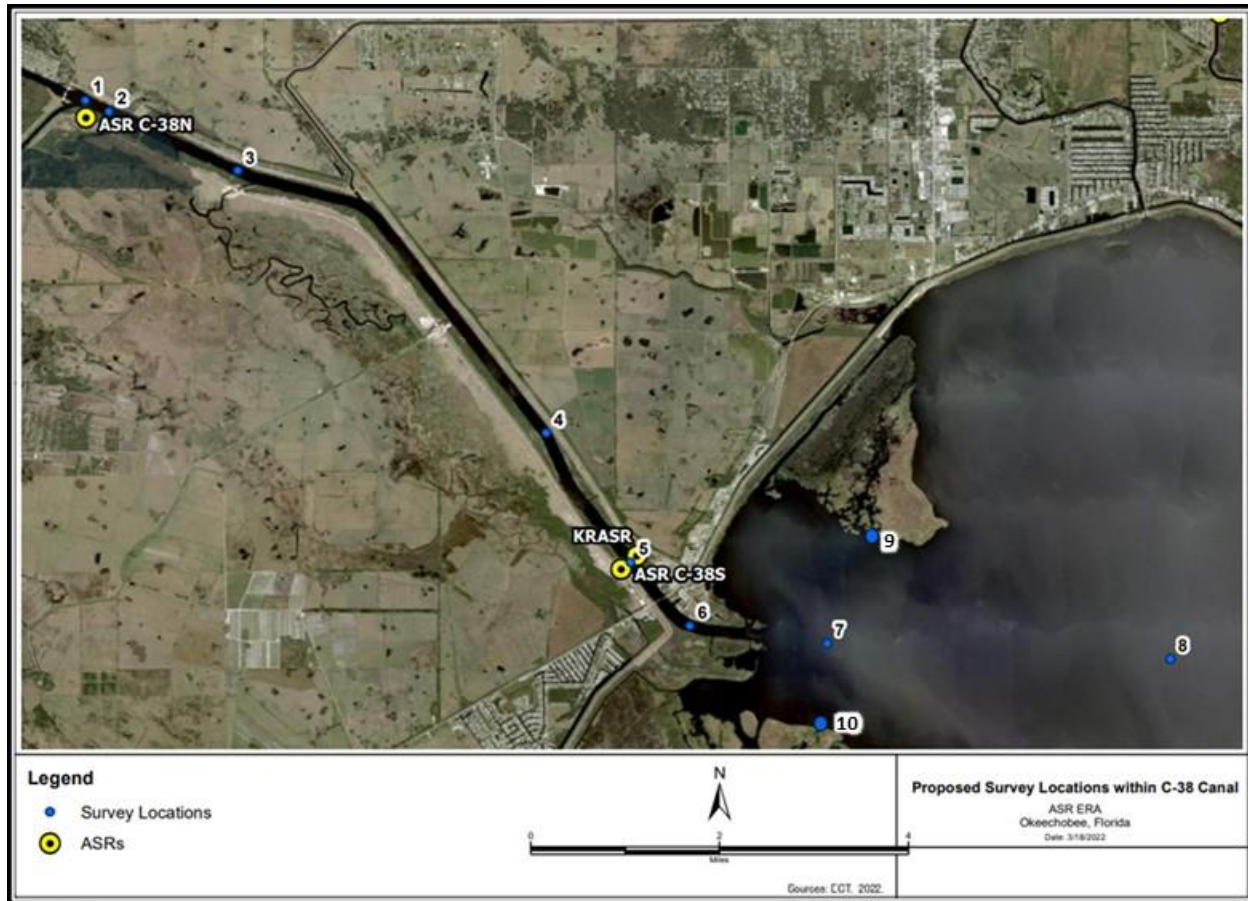 1
2
ASR C-38N
3
4
KRASR
5
ASR C-38S
6
7
8
9
10
Legend
Survey Locations
ASRs
N
0 2 4
Miles
Proposed Survey Locations within C-38 Canal
ASR ERA
Okeechobee, Florida
Date: 3/18/2022
Sources: ECT, 2022.